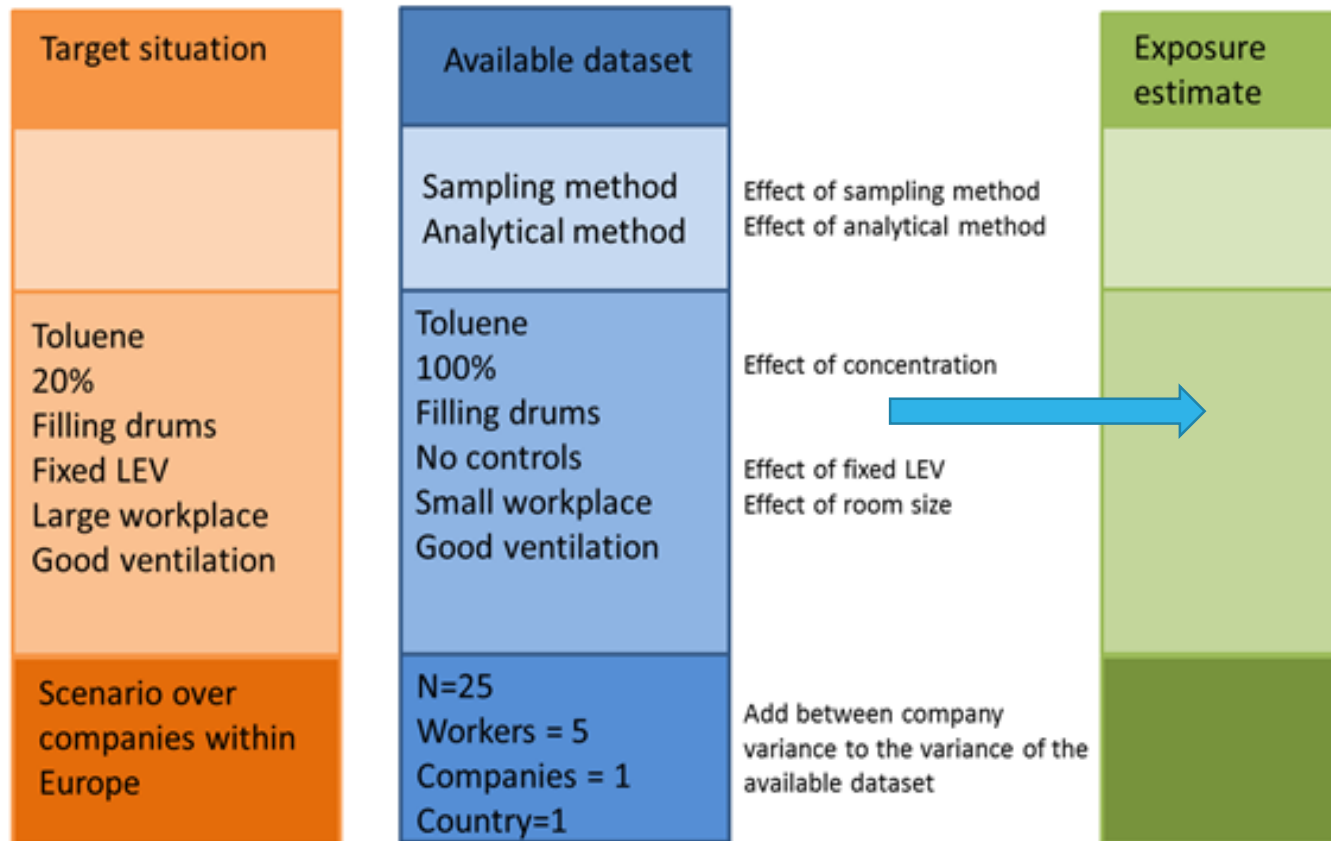 Target situation
Toluene
20%
Filling drums
Fixed LEV
Large workplace
Good ventilation
Scenario over
companies within
Europe
Available dataset
Sampling method
Analytical method
Toluene
100%
Filling drums
No controls
Small workplace
Good ventilation
N=25
Workers = 5
Companies = 1
Country=1
Effect of sampling method
Effect of analytical method
Effect of concentration
Effect of fixed LEV
Effect of room size
Add between company
variance to the variance of the
available dataset
Exposure
estimate